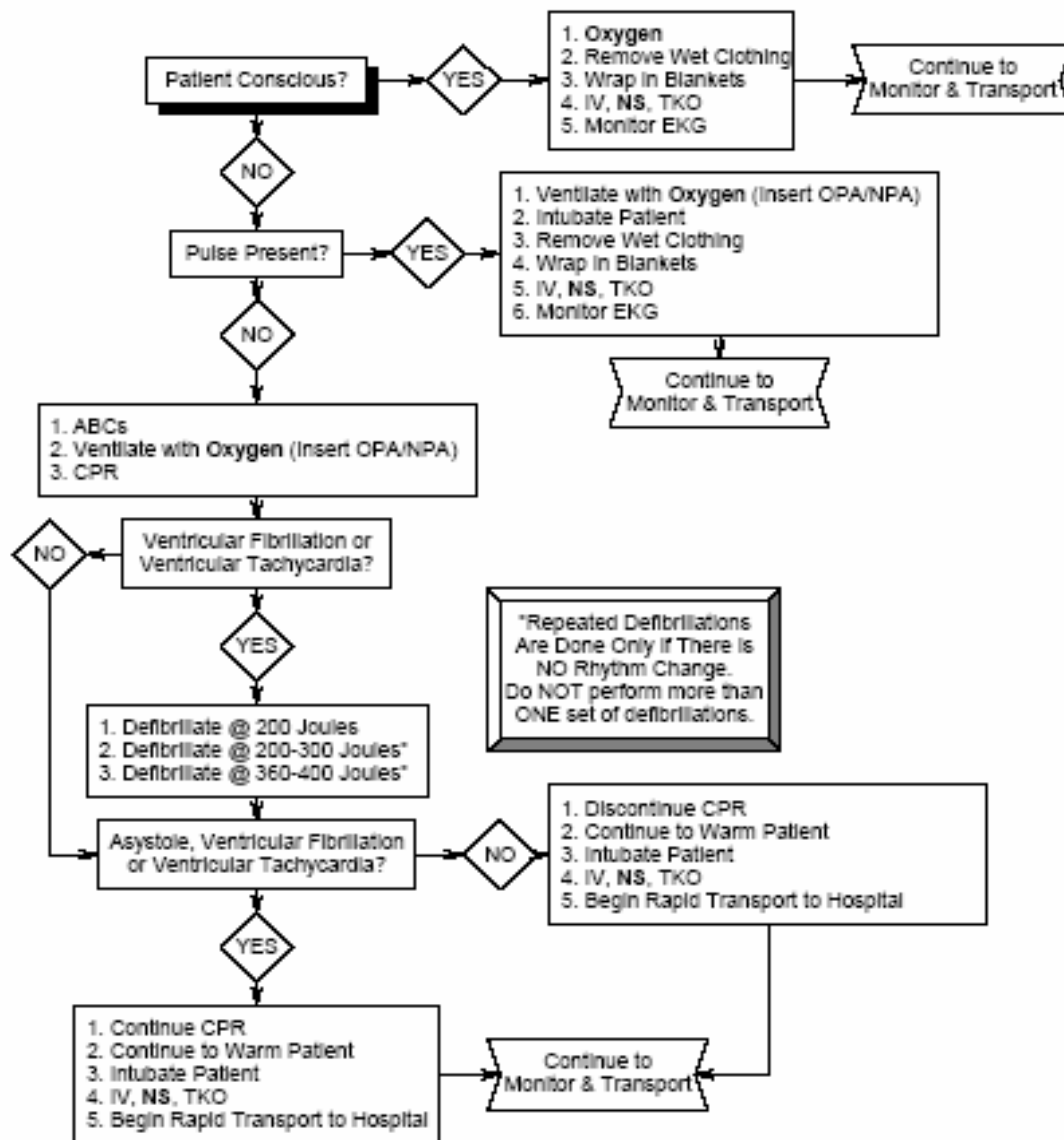 Patient Conscious?
YES
1. Oxygen
2. Remove Wet Clothing
3. Wrap in Blankets
4. IV, NS, TKO
5. Monitor EKG
Continue to
Monitor & Transport
NO
Pulse Present?
YES
1. Ventilate with Oxygen (Insert OPA/NPA)
2. Intubate Patient
3. Remove Wet Clothing
4. Wrap in Blankets
5. IV, NS, TKO
6. Monitor EKG
Continue to
Monitor & Transport
NO
1. ABCs
2. Ventilate with Oxygen (Insert OPA/NPA)
3. CPR
Ventricular Fibrillation or
Ventricular Tachycardia?
NO
YES
"Repeated Defibrillations
Are Done Only If There is
NO Rhythm Change.
Do NOT perform more than
ONE set of defibrillations.
1. Defibrillate @ 200 Joules
2. Defibrillate @ 200-300 Joules"
3. Defibrillate @ 360-400 Joules"
Asystole, Ventricular Fibrillation
or Ventricular Tachycardia?
NO
1. Discontinue CPR
2. Continue to Warm Patient
3. Intubate Patient
4. IV, NS, TKO
5. Begin Rapid Transport to Hospital
YES
1. Continue CPR
2. Continue to Warm Patient
3. Intubate Patient
4. IV, NS, TKO
5. Begin Rapid Transport to Hospital
Continue to
Monitor & Transport